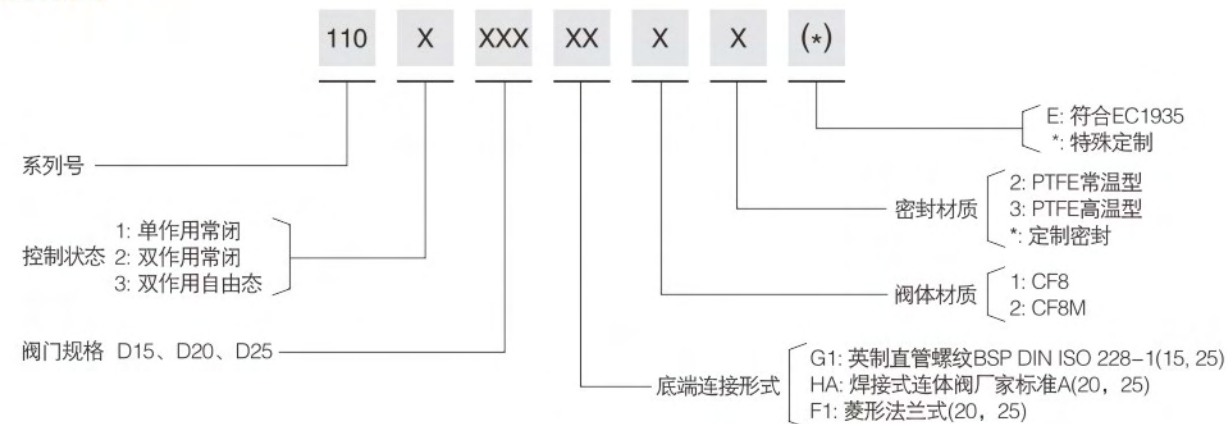 110 X XXX XX X X (*)
E: 符合EC1935
*: 特殊定制
系列号
2: PTFE常温型
密封材质 3: PTFE高温型
*: 定制密封
1: 单作用常闭
控制状态 2: 双作用常闭
3: 双作用自由态
1: CF8
阀体材质
2: CF8M
阀门规格 D15、D20、D25
G1: 英制直管螺纹BSP DIN ISO 228-1(15, 25)
底端连接形式 HA: 焊接式连体阀厂家标准A(20，25)
F1: 菱形法兰式(20，25)